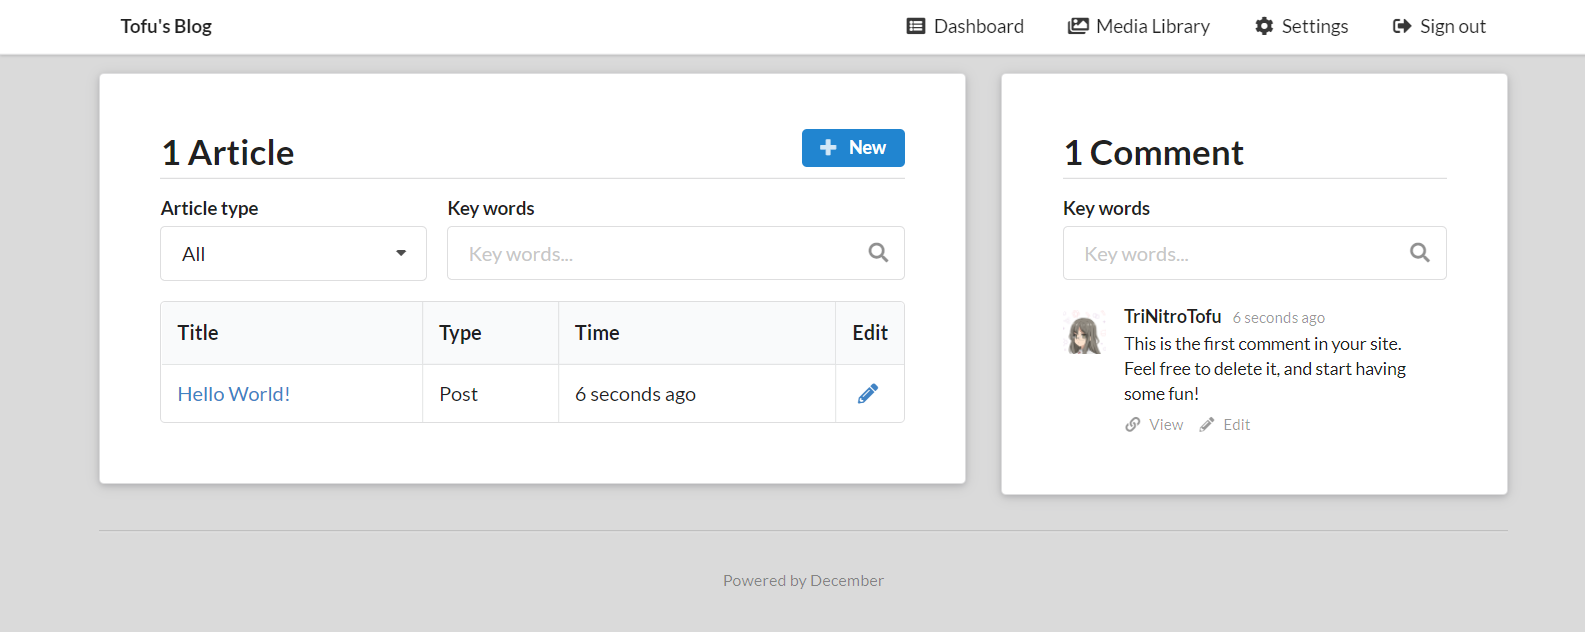 Tofu's Blog
Dashboard
Media Library
Settings
Sign out
1 Article
New
Article type
Key words
All
Key words...
Title
Type
Time
Edit
Hello World!
Post
6 seconds ago
1 Comment
Key words
Key words...
TriNitroTofu 6 seconds ago
This is the first comment in your site.
Feel free to delete it, and start having
some fun!
View
Edit
Powered by December